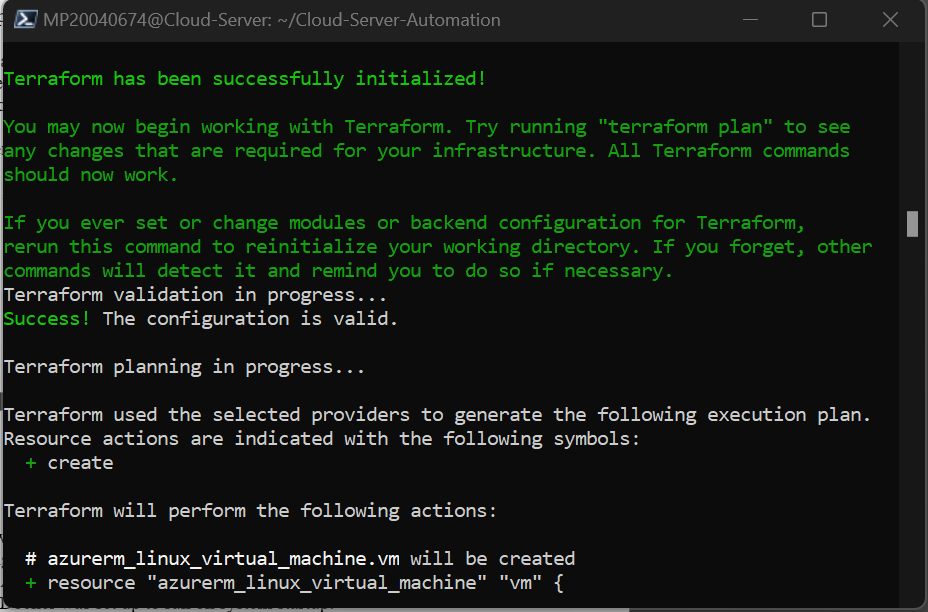 MP20040674@Cloud-Server: ~/Cloud-Server-Automation
Terraform has been successfully initialized!
You may now begin working with Terraform. Try running "terraform plan" to see
any changes that are required for your infrastructure. All Terraform commands
should now work.
If you ever set or change modules or backend configuration for Terraform,
rerun this command to reinitialize your working directory. If you forget, other
commands will detect it and remind you to do so if necessary.
Terraform validation in progress...
Success! The configuration is valid.
Terraform planning in progress...
Terraform used the selected providers to generate the following execution plan.
Resource actions are indicated with the following symbols:
+ create
Terraform will perform the following actions:
# azurerm_linux_virtual_machine.vm will be created
+ resource "azurerm_linux_virtual_machine" "vm" {